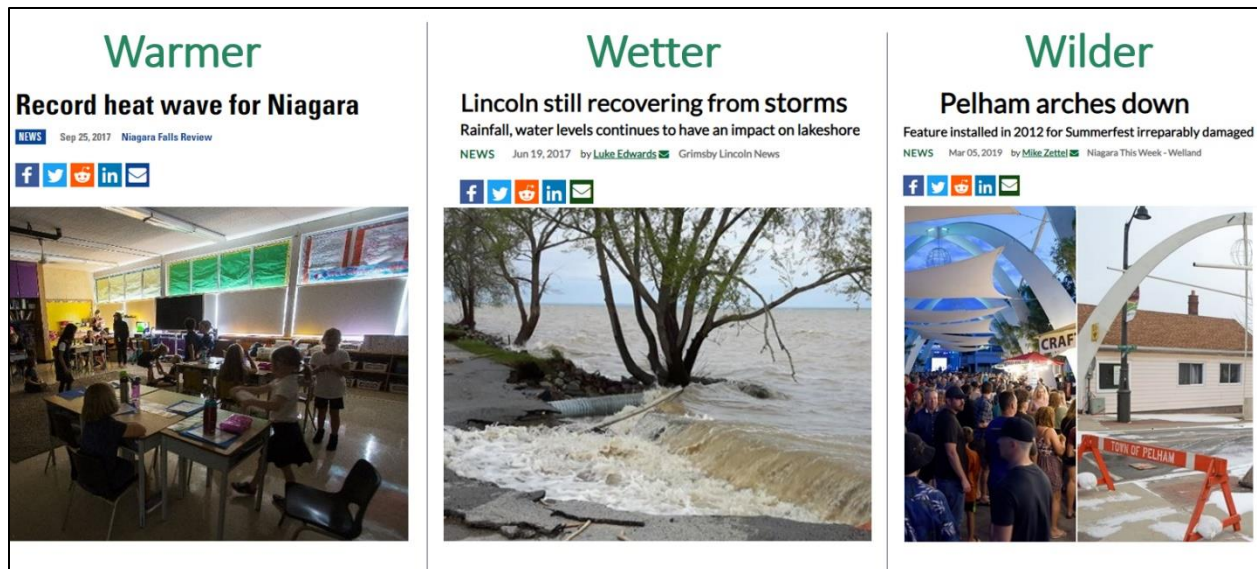 Warmer
Record heat wave for Niagara
NEWS Sep 25, 2017 Niagara Falls Review
Wetter
Lincoln still recovering from storms
Rainfall, water levels continues to have an impact on lakeshore
NEWS Jun 19, 2017 by Luke Edwards Grimsby Lincoln News
Wilder
Pelham arches down
Feature installed in 2012 for Summerfest irreparably damaged
NEWS Mar 05, 2019 by Mike Zettel Niagara This Week - Welland
CRAF
TOWN OF PELHAM